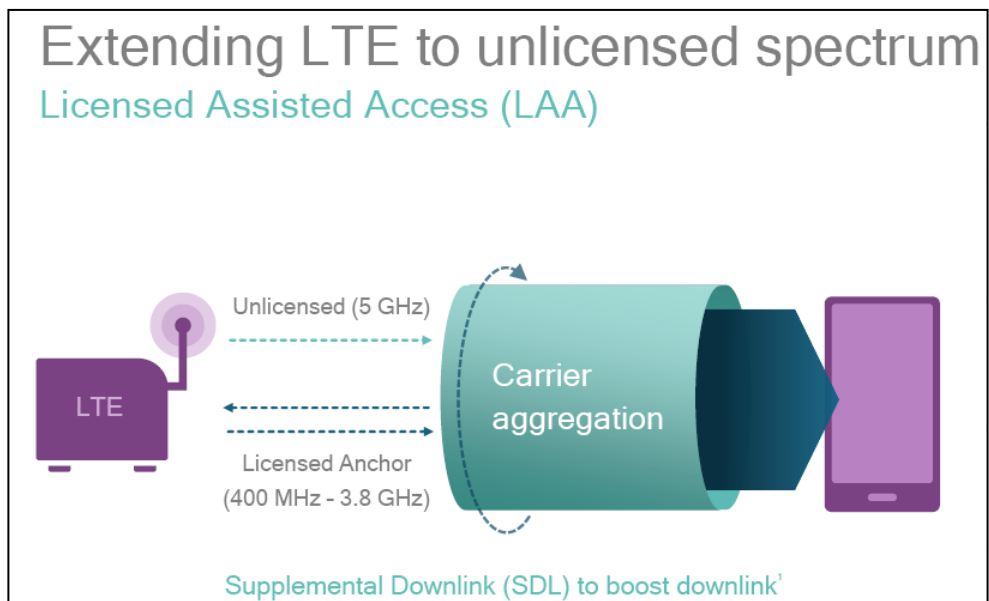 Extending LTE to unlicensed spectrum
Licensed Assisted Access (LAA)
Unlicensed (5 GHz)
LTE
Carrier
aggregation
Licensed Anchor
(400 MHz - 3.8 GHz)
Supplemental Downlink (SDL) to boost downlink¹